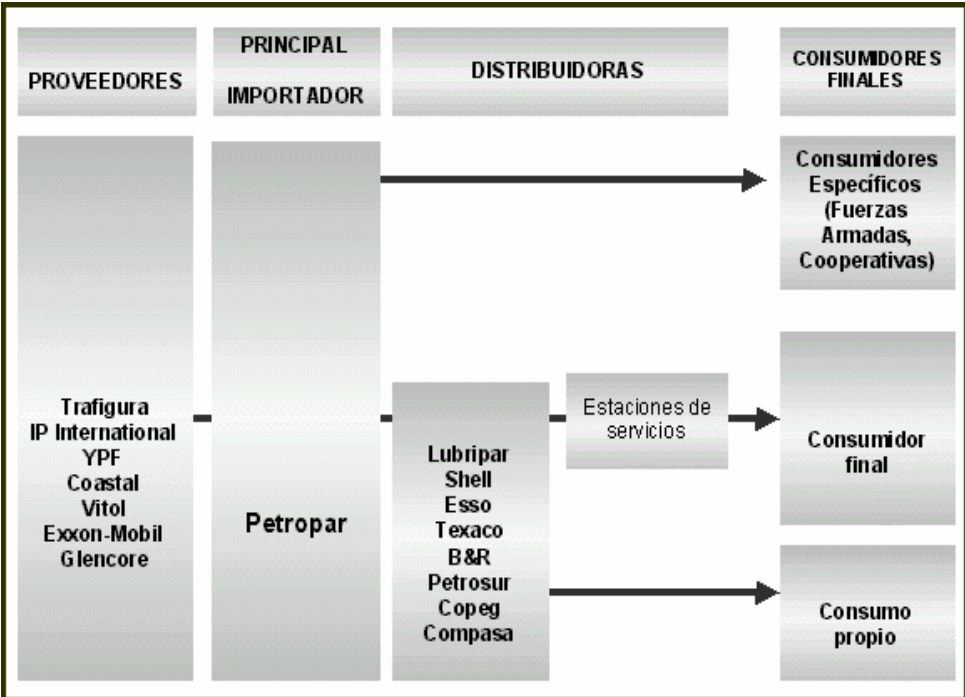 PROVEEDORES
PRINCIPAL
IMPORTADOR
DISTRIBUIDORAS
CONSUMIDORES
FINALES
Trafigura
IP International
YPF
Coastal
Vitol
Exxon-Mobil
Glencore
Petropar
Lubripar
Shell
Esso
Texaco
B&R
Petrosur
Copeg
Compasa
Estaciones de
servicios
Consumidores
Específicos
(Fuerzas
Armadas,
Cooperativas)
Consumidor
final
Consumo
propio